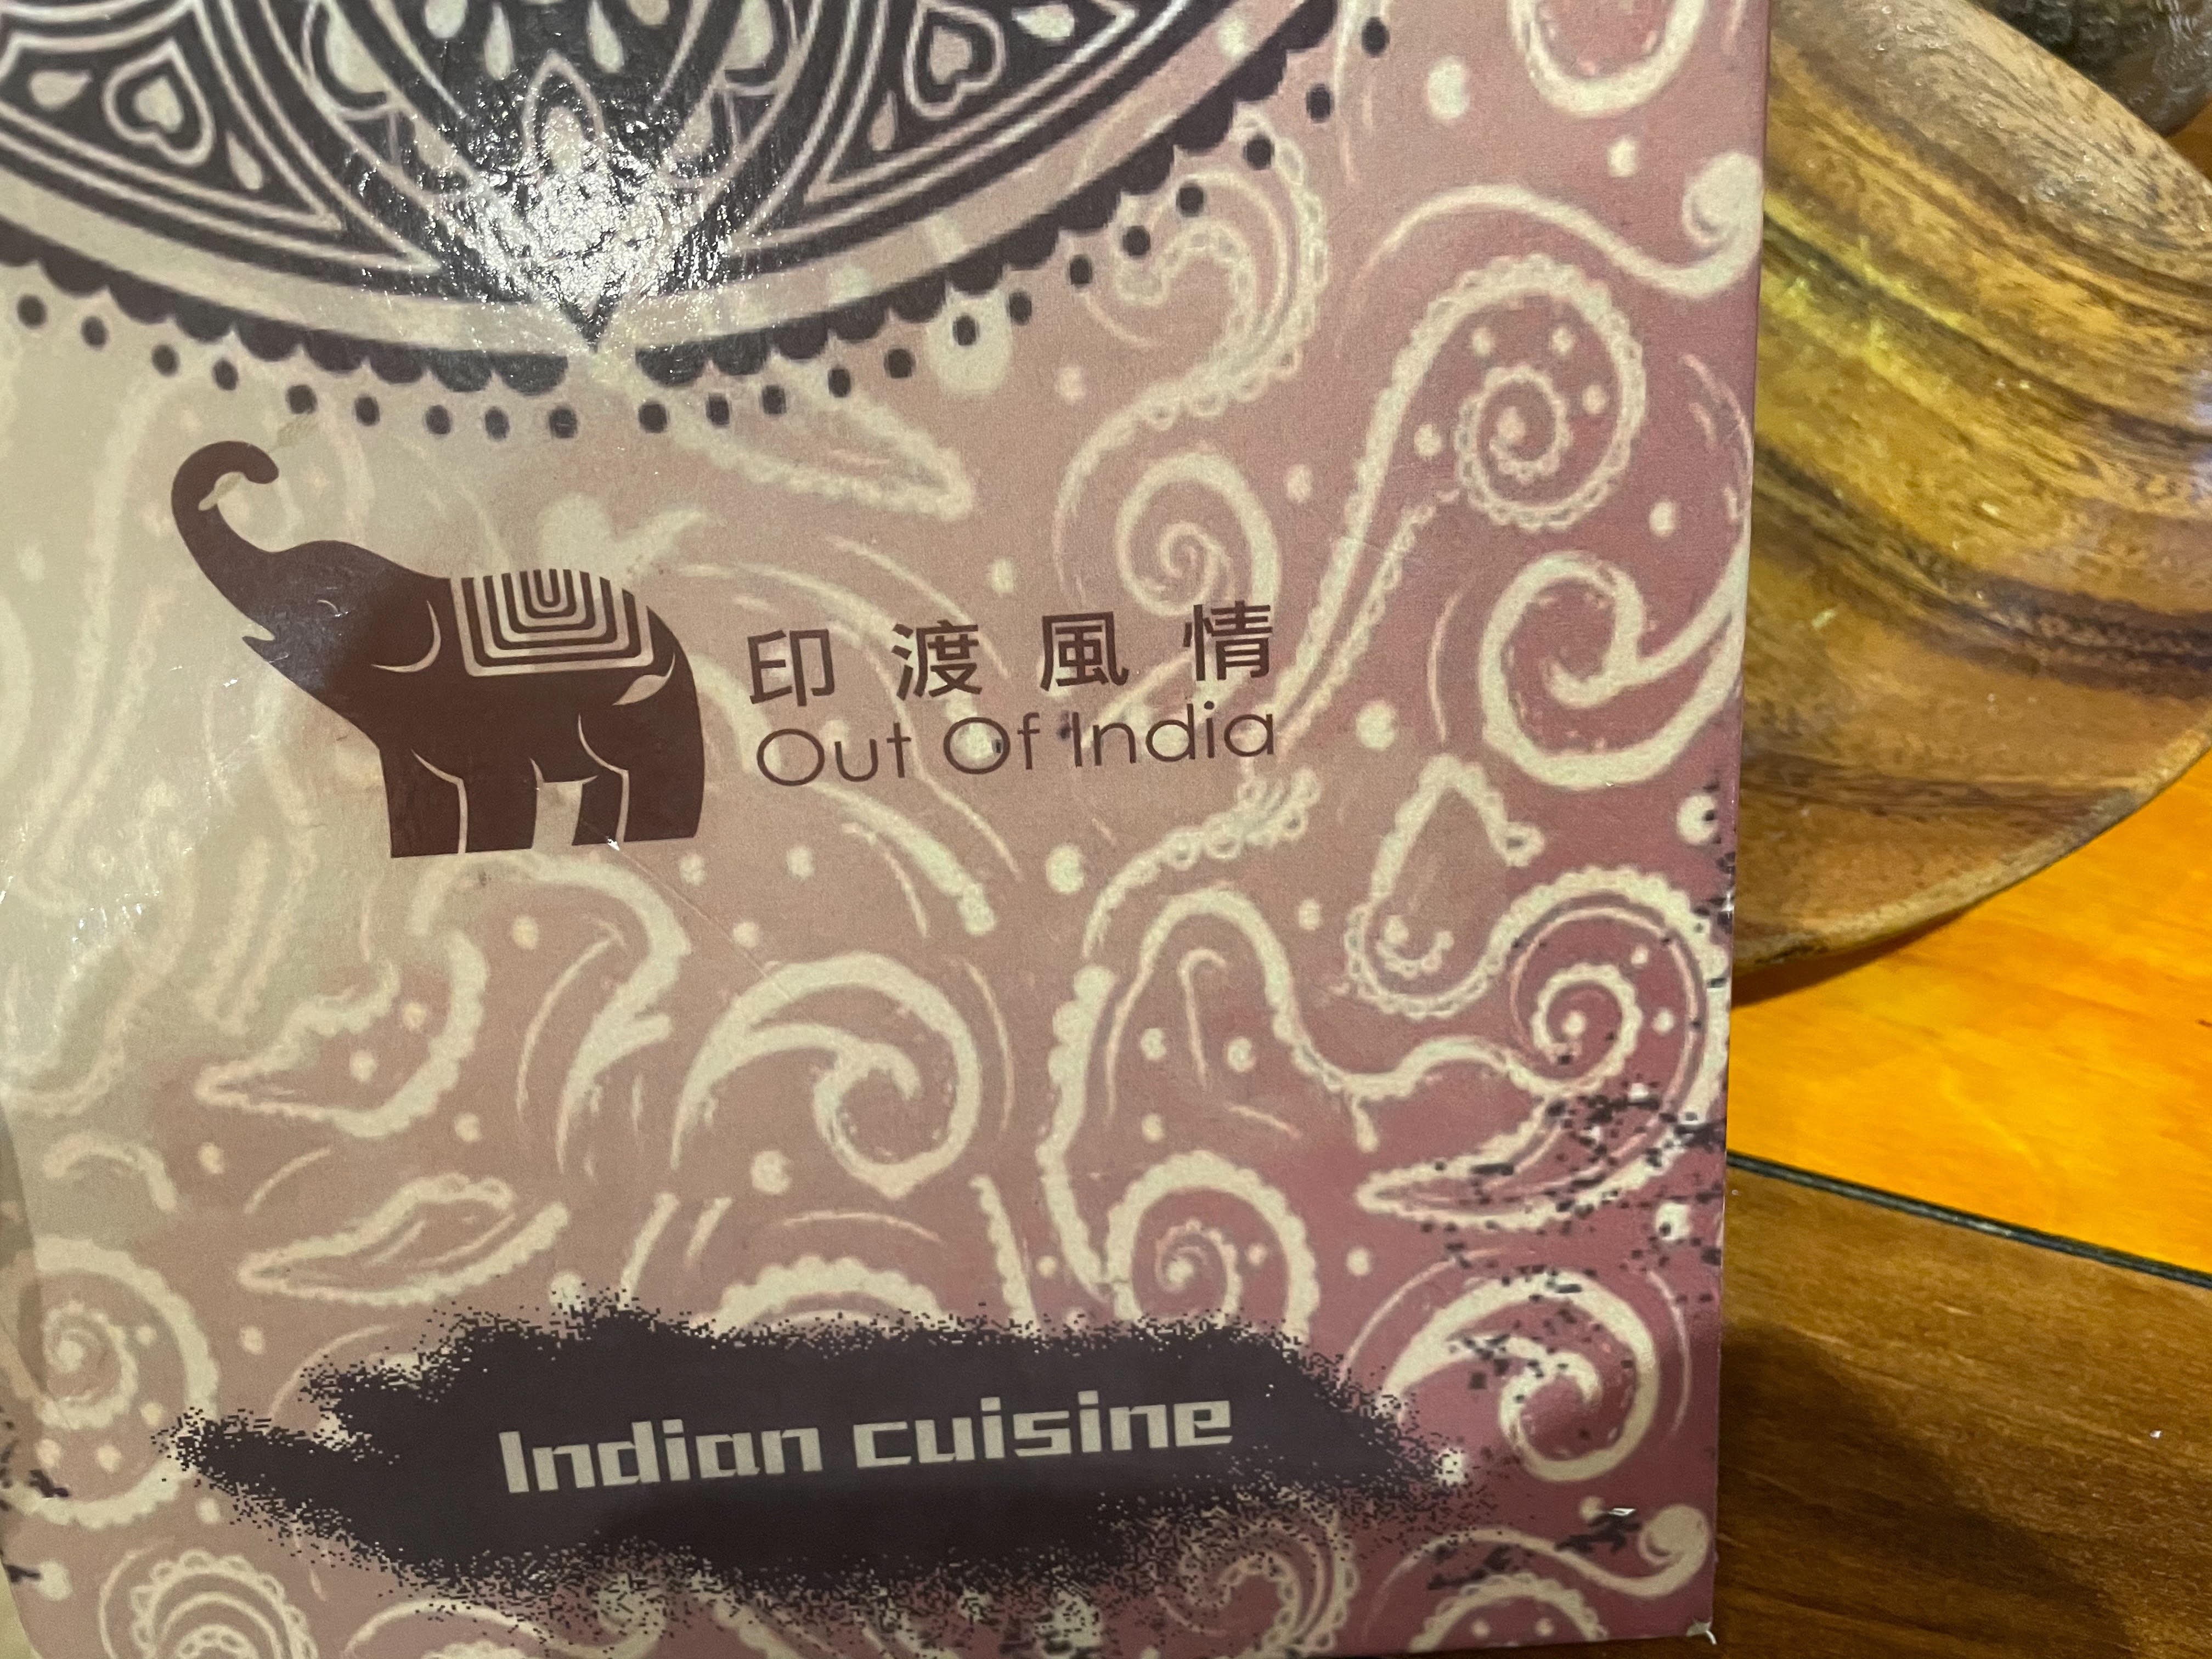 印渡風情
Out Of India
Indian cuisine